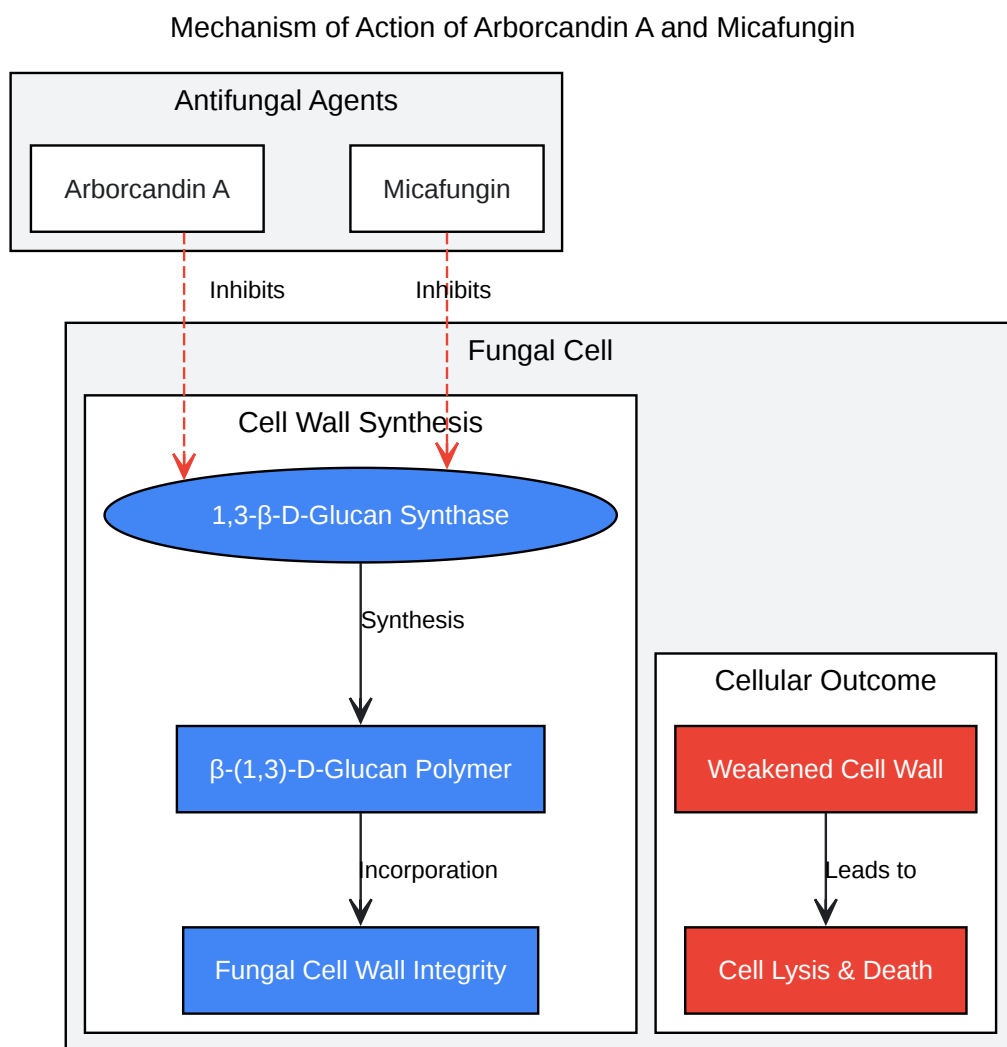 Mechanism of Action of Arborcandin A and Micafungin
Antifungal Agents
Arborcandin A
Micafungin
Inhibits
Inhibits
Fungal Cell
Cell Wall Synthesis
1,3-β-D-Glucan Synthase
Synthesis
β-(1,3)-D-Glucan Polymer
Incorporation
Fungal Cell Wall Integrity
Cellular Outcome
Weakened Cell Wall
Leads to
Cell Lysis & Death